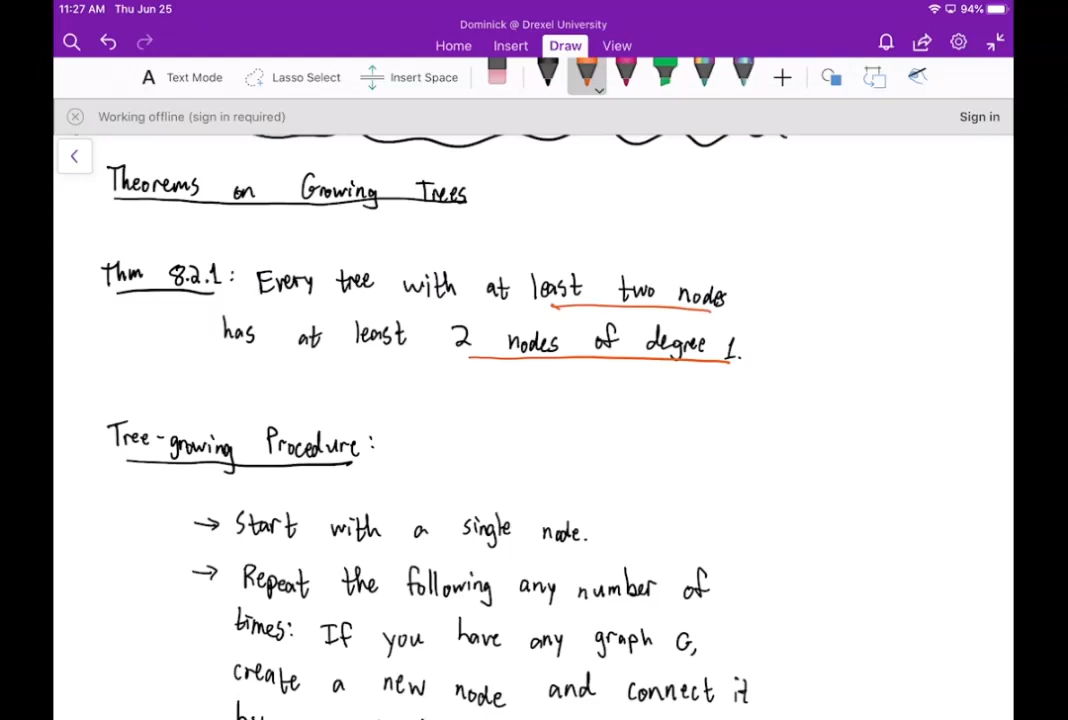 11:27 AM Thu Jun 25
94%
Dominick @ Drexel University
Home Insert Draw View
A Text Mode Lasso Select Insert Space
Working offline (sign in required) Sign in
Theorems on Growing Trees
Thm 8.2.1: Every tree with at least two nodes
has at least 2 nodes of degree 1.
Tree-growing Procedure:
→ Start with a single node.
→ Repeat the following any number of
times: If you have any graph G,
create a new node and connect it
by